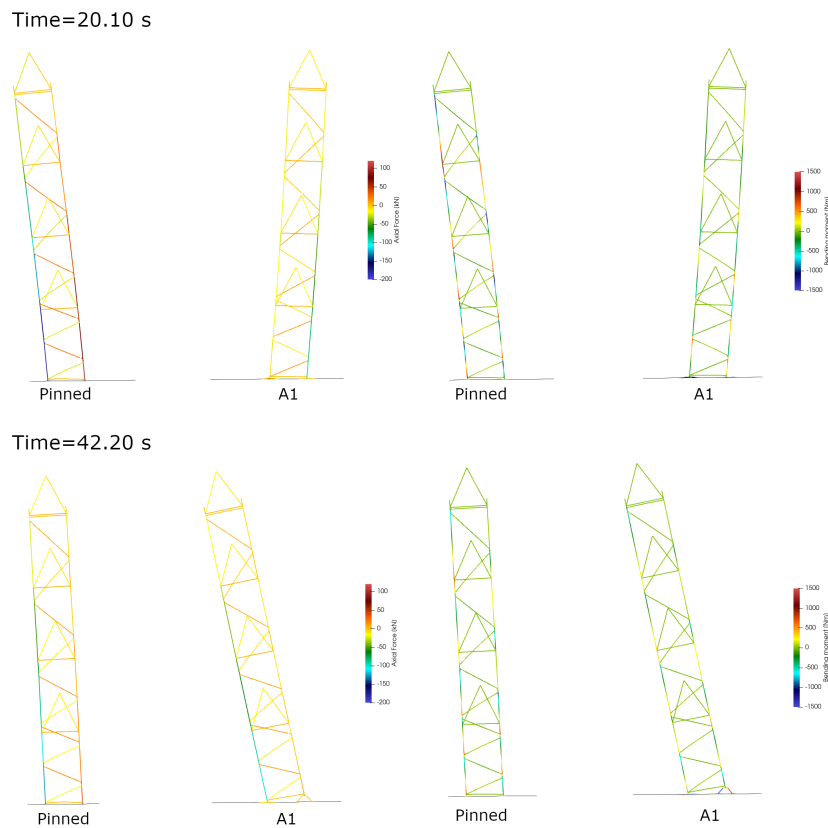 Time=20.10 s
100
50
0
-50
-100
-150
-200
Axial Force (kN)
1500
1000
500
0
-500
-1000
-1500
Bending moment (Nm)
Pinned
A1
Pinned
A1
Time=42.20 s
100
50
0
-50
-100
-150
-200
Axial Force (kN)
1500
1000
500
0
-500
-1000
-1500
Bending moment (Nm)
Pinned
A1
Pinned
A1